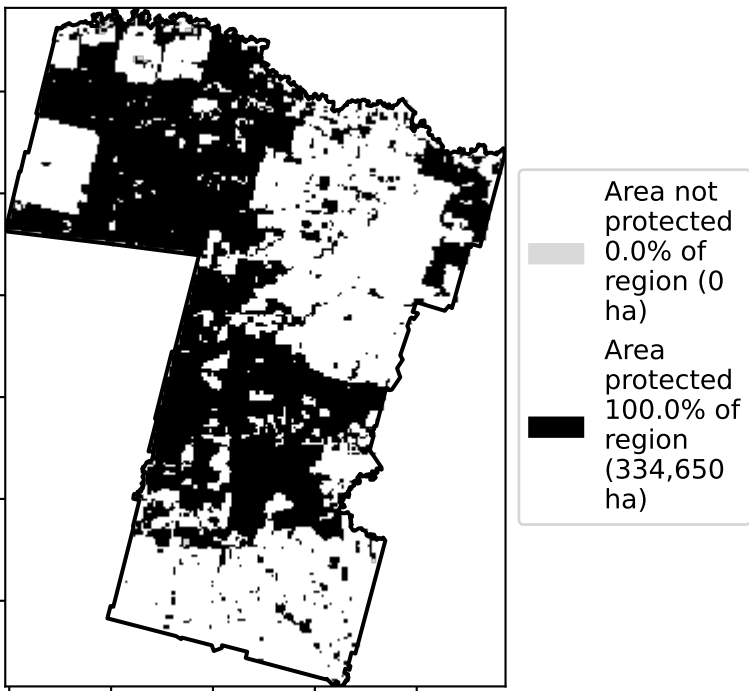 Area not
protected
0.0% of
region (0
ha)
Area
protected
100.0% of
region
(334,650
ha)